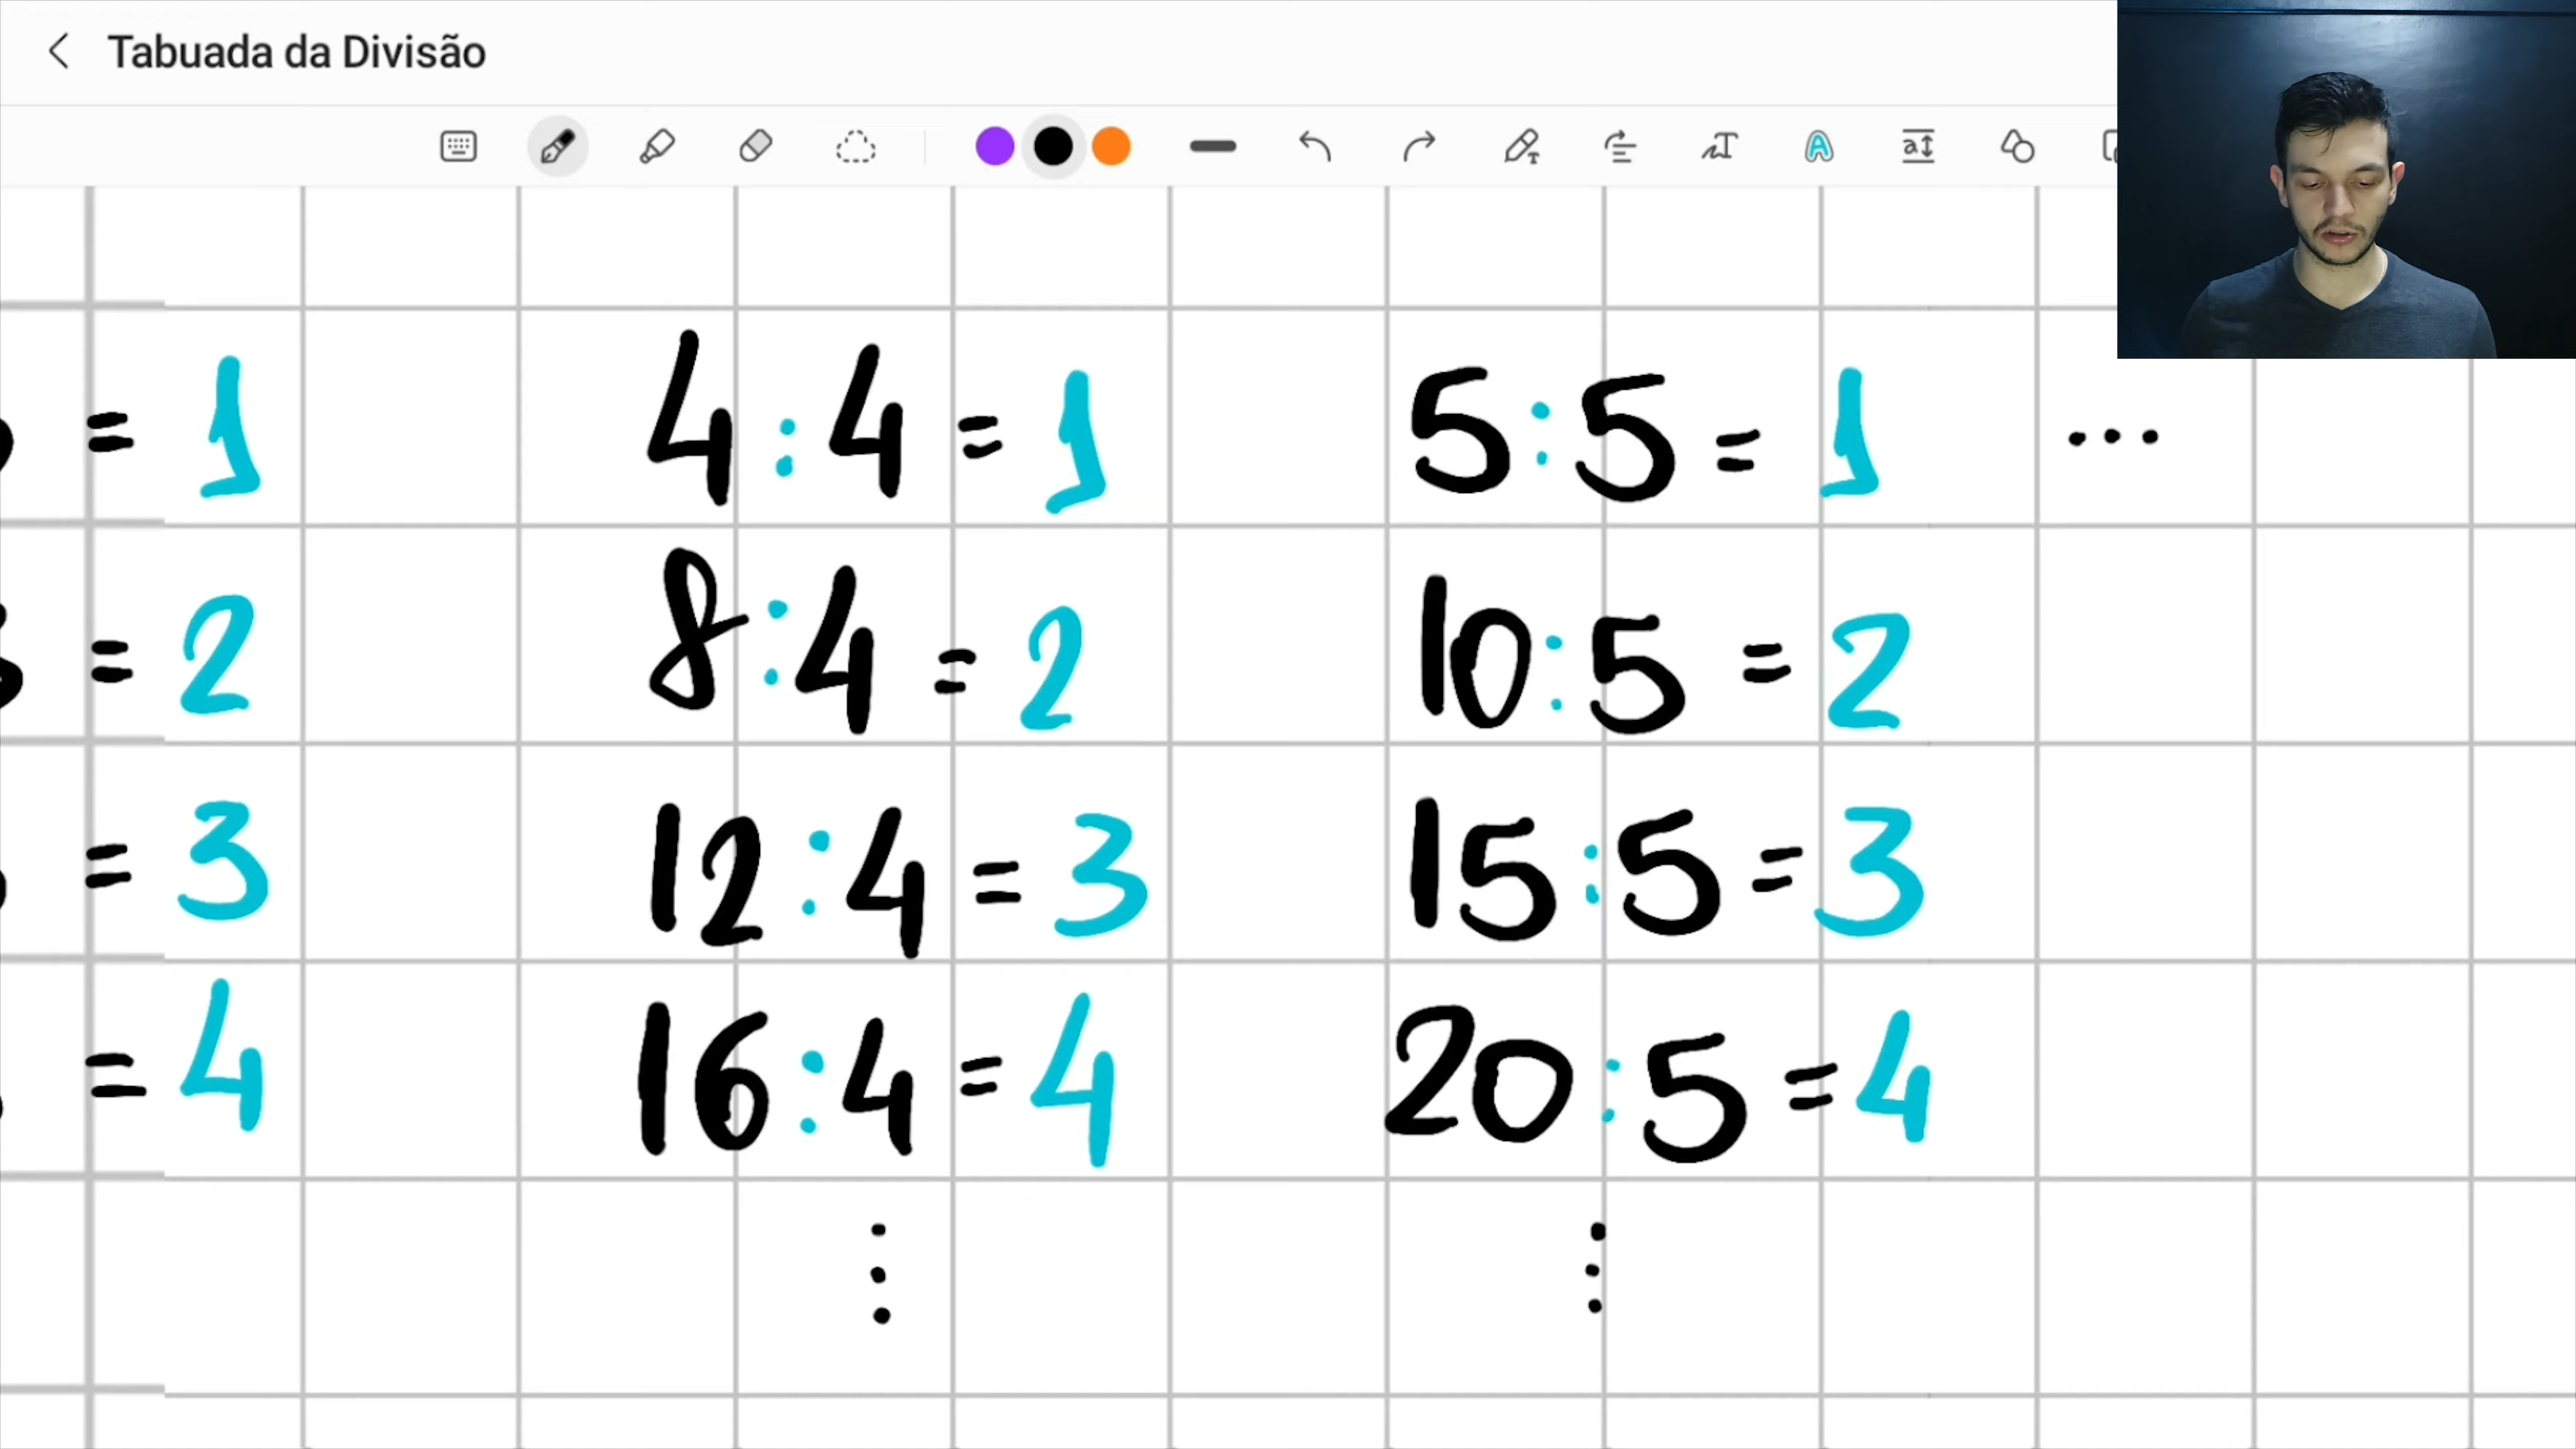 Tabuada da Divisão
= 1 4:4=1 5:5=1 ...
= 2 8:4=2 10:5=2
= 3 12:4=3 15:5=3
= 4 16:4=4 20:5=4